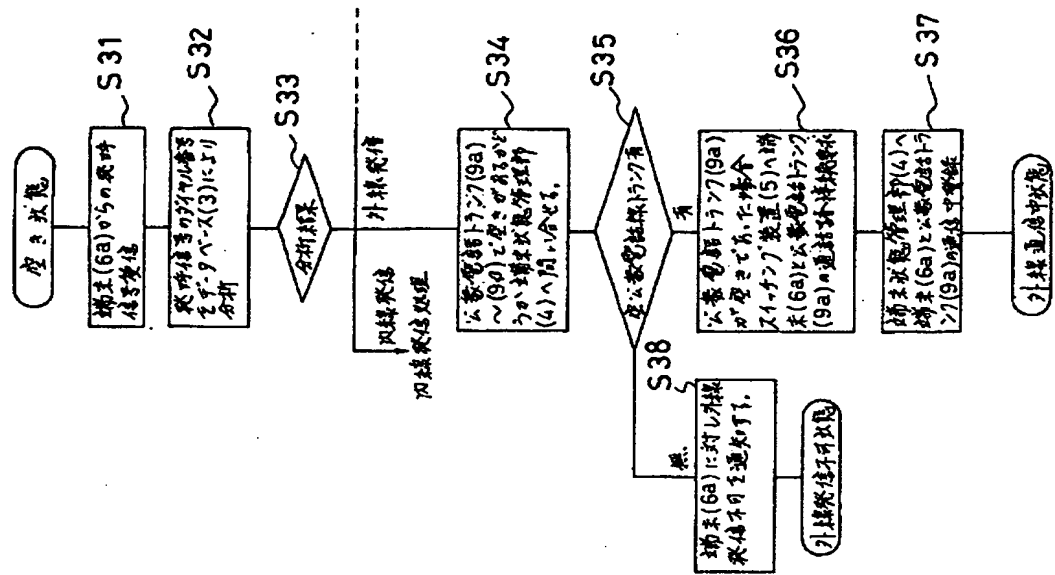 空き状態
端末(6a)からの発呼
信号受信
S31
発呼信号のダイヤル番号
をデータベース(3)により
分析
S32
分析結果
S33
内線発信
内線発信処理
外線発信
公衆電話トランク(9a)
〜(9d)で空きがあるかど
うか端末状態管理部
(4)へ問い合せる。
S34
空公衆電話線トランク有
S35
有
無
公衆電話トランク(9a)
が空きであいた場合
スイッチング装置(5)へ端
末(6a)と公衆電話トランク
(9a)の通話路接続要求
S36
端末状態管理部(4)へ
端末(6a)と公衆電話トラ
ンク(9a)の通信中登録
S37
外線通信中状態
S38
端末(6a)に対し外線
発信不可を通知する。
外線発信不可状態